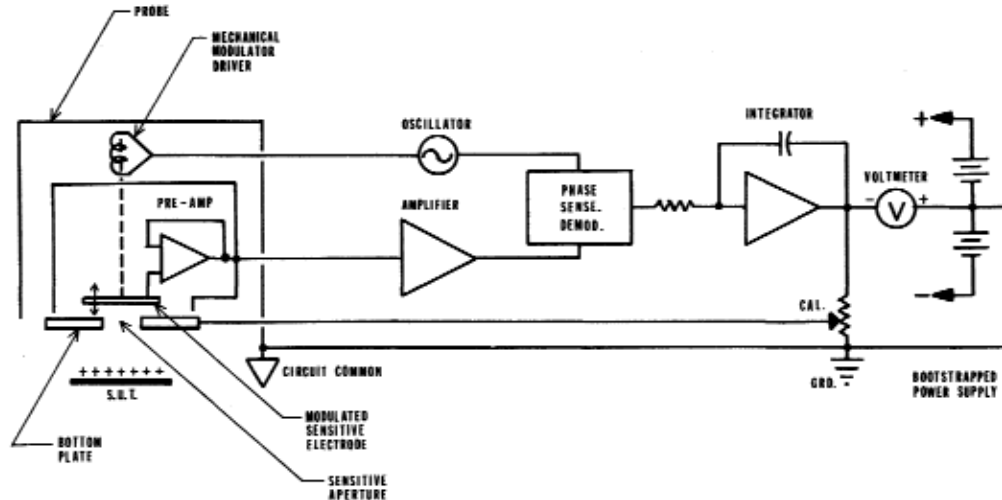 PROBE
MECHANICAL
MODULATOR
DRIVER
OSCILLATOR
INTEGRATOR
+
VOLTMETER
- V +
PRE-AMP
AMPLIFIER
PHASE
SENSE.
DEMOD.
-
CAL.
+++++++
S.U.T.
CIRCUIT COMMON
GRD.
BOOTSTRAPPED
POWER SUPPLY
MODULATED
SENSITIVE
ELECTRODE
BOTTOM
PLATE
SENSITIVE
APERTURE